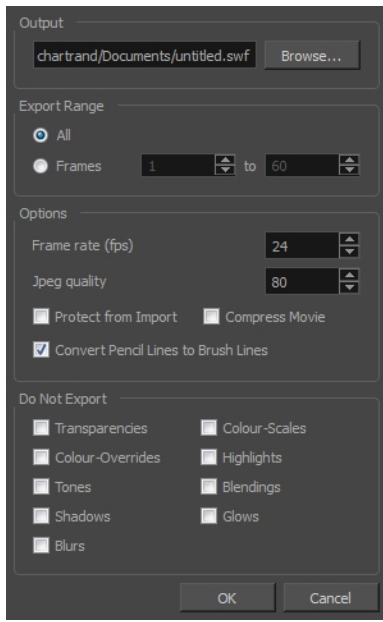 Output
chartrand/Documents/untitled.swf Browse...
Export Range
All
Frames 1 to 60
Options
Frame rate (fps) 24
Jpeg quality 80
Protect from Import Compress Movie
Convert Pencil Lines to Brush Lines
Do Not Export
Transparencies Colour-Scales
Colour-Overrides Highlights
Tones Blendings
Shadows Glows
Blurs
OK Cancel